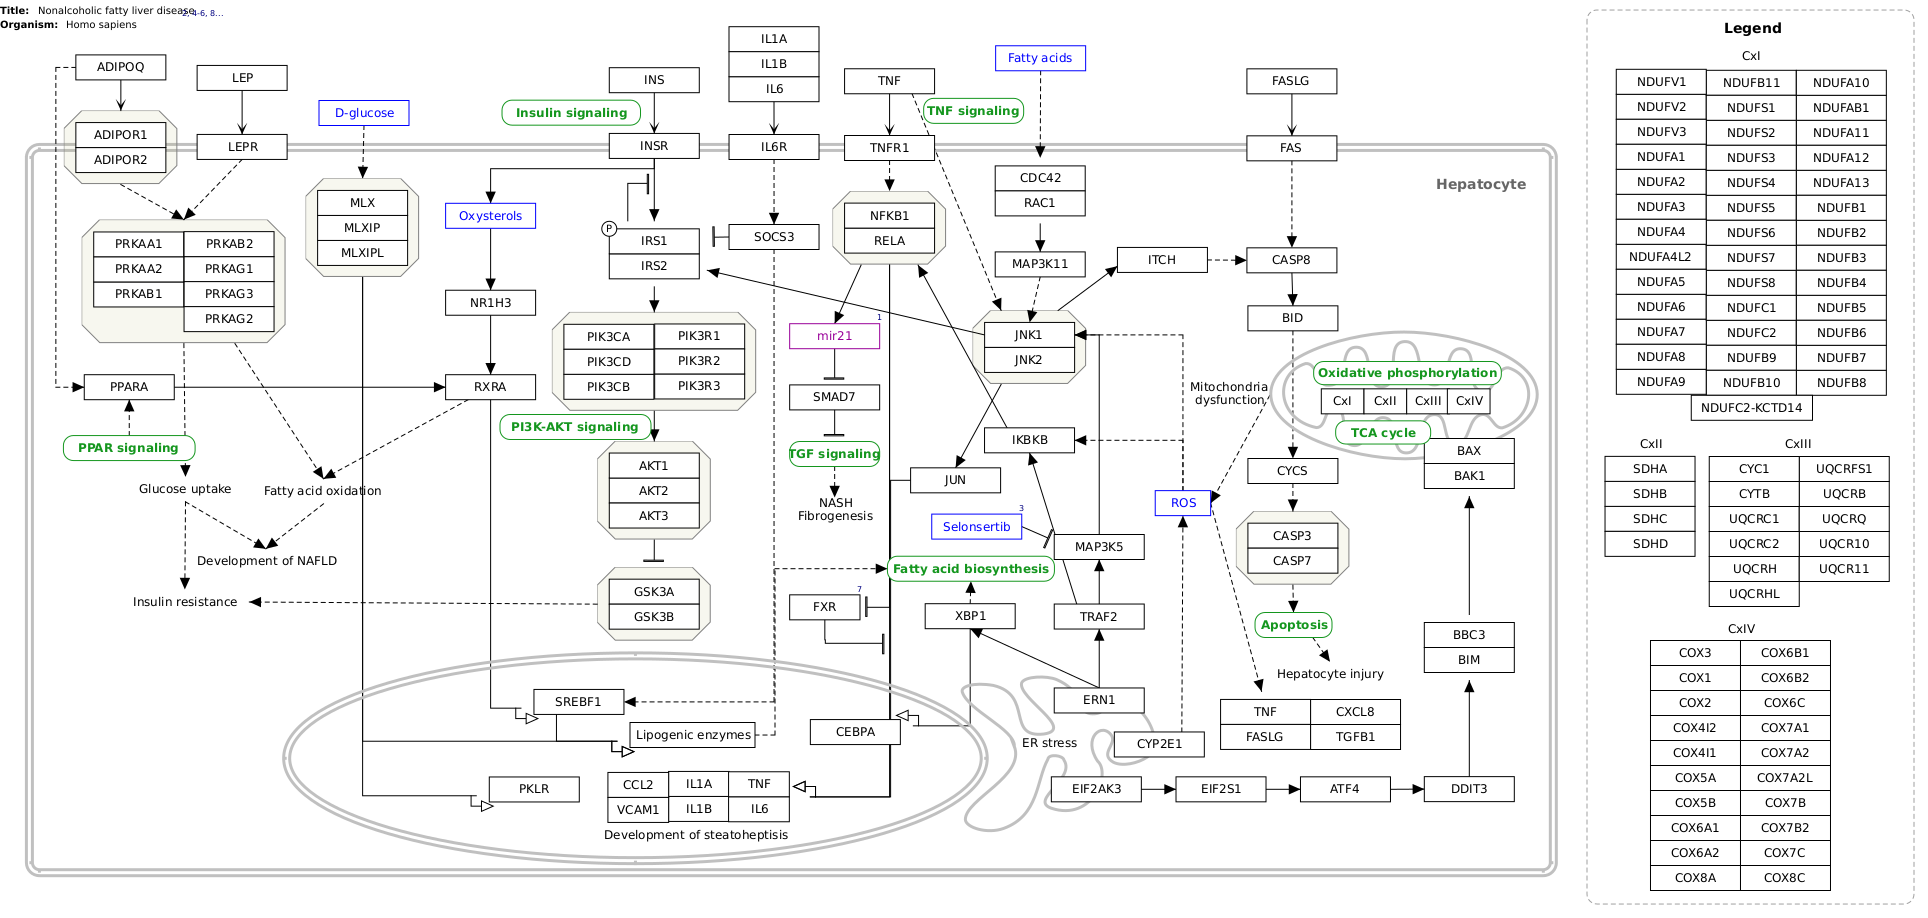 Title: Nonalcoholic fatty liver disease
Organism: Homo sapiens
ADIPOQ
LEP
D-glucose
ADIPOR1
ADIPOR2
LEPR
Insulin signaling
INS
INSR
IL1A
IL1B
IL6
IL6R
TNF
TNFR1
TNF signaling
Fatty acids
FASLG
FAS
Hepatocyte
PRKAA1
PRKAA2
PRKAB1
PRKAB2
PRKAG1
PRKAG3
PRKAG2
MLX
MLXIP
MLXIPL
Oxysterols
NR1H3
RXRA
PPARA
PPAR signaling
Glucose uptake
Fatty acid oxidation
Development of NAFLD
Insulin resistance
P
IRS1
IRS2
SOCS3
NFKB1
RELA
CDC42
RAC1
MAP3K11
ITCH
CASP8
BID
PIK3CA
PIK3CD
PIK3CB
PIK3R1
PIK3R2
PIK3R3
PI3K-AKT signaling
AKT1
AKT2
AKT3
GSK3A
GSK3B
mir21
1
SMAD7
TGF signaling
NASH
Fibrogenesis
JNK1
JNK2
IKBKB
JUN
Selonsertib
3
MAP3K5
Fatty acid biosynthesis
FXR
7
XBP1
TRAF2
ERN1
Mitochondria
dysfunction
ROS
Oxidative phosphorylation
CxI
CxII
CxIII
CxIV
TCA cycle
BAX
BAK1
CYCS
CASP3
CASP7
Apoptosis
Hepatocyte injury
BBC3
BIM
TNF
FASLG
CXCL8
TGFB1
SREBF1
Lipogenic enzymes
CEBPA
ER stress
CYP2E1
PKLR
CCL2
VCAM1
IL1A
IL1B
TNF
IL6
Development of steatoheptisis
EIF2AK3
EIF2S1
ATF4
DDIT3
Legend
CxI
NDUFV1
NDUFV2
NDUFV3
NDUFA1
NDUFA2
NDUFA3
NDUFA4
NDUFA4L2
NDUFA5
NDUFA6
NDUFA7
NDUFA8
NDUFA9
NDUFB11
NDUFS1
NDUFS2
NDUFS3
NDUFS4
NDUFS5
NDUFS6
NDUFS7
NDUFS8
NDUFC1
NDUFC2
NDUFB9
NDUFB10
NDUFA10
NDUFAB1
NDUFA11
NDUFA12
NDUFA13
NDUFB1
NDUFB2
NDUFB3
NDUFB4
NDUFB5
NDUFB6
NDUFB7
NDUFB8
NDUFC2-KCTD14
CxII
SDHA
SDHB
SDHC
SDHD
CxIII
CYC1
CYTB
UQCRC1
UQCRC2
UQCRH
UQCRHL
UQCRFS1
UQCRB
UQCRQ
UQCR10
UQCR11
CxIV
COX3
COX1
COX2
COX4I2
COX4I1
COX5A
COX5B
COX6A1
COX6A2
COX8A
COX6B1
COX6B2
COX6C
COX7A1
COX7A2
COX7A2L
COX7B
COX7B2
COX7C
COX8C